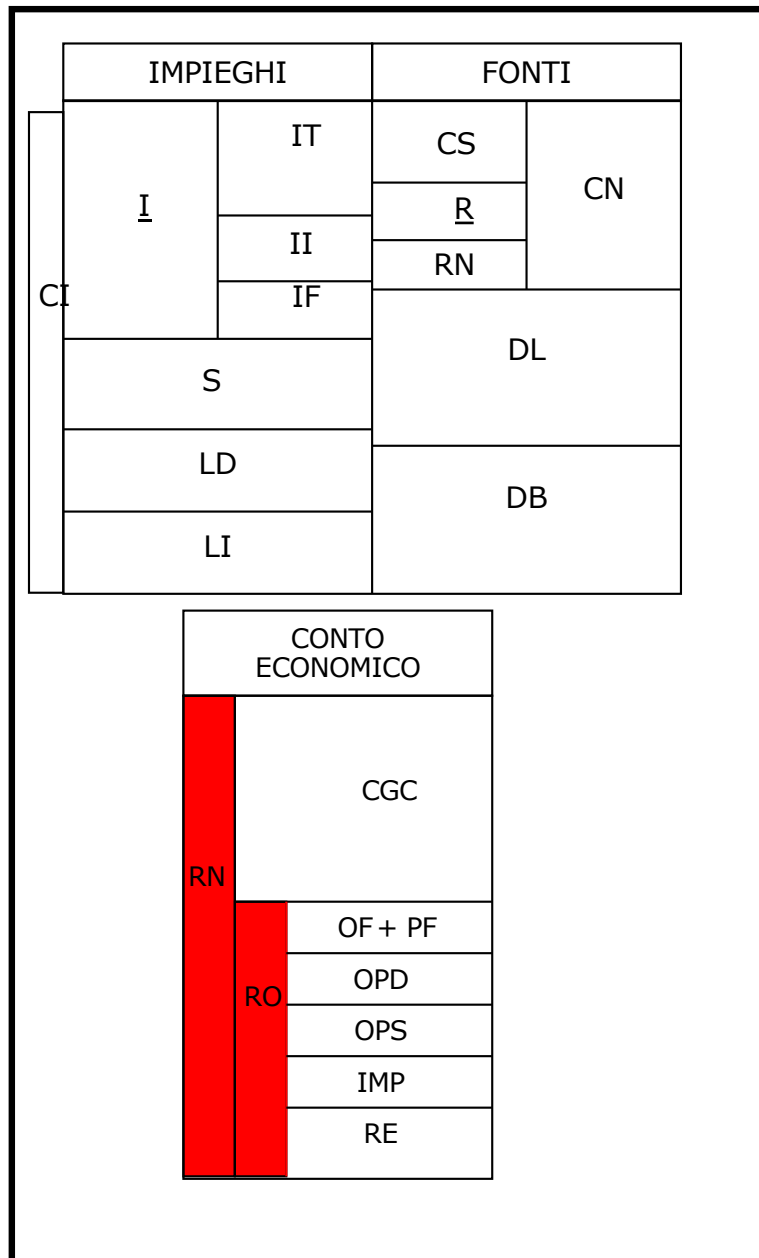 IMPIEGHI FONTI
IT
CS
CN
I
R
II
RN
CI
IF
DL
S
LD
DB
LI
CONTO
ECONOMICO
CGC
RN
OF + PF
OPD
RO
OPS
IMP
RE